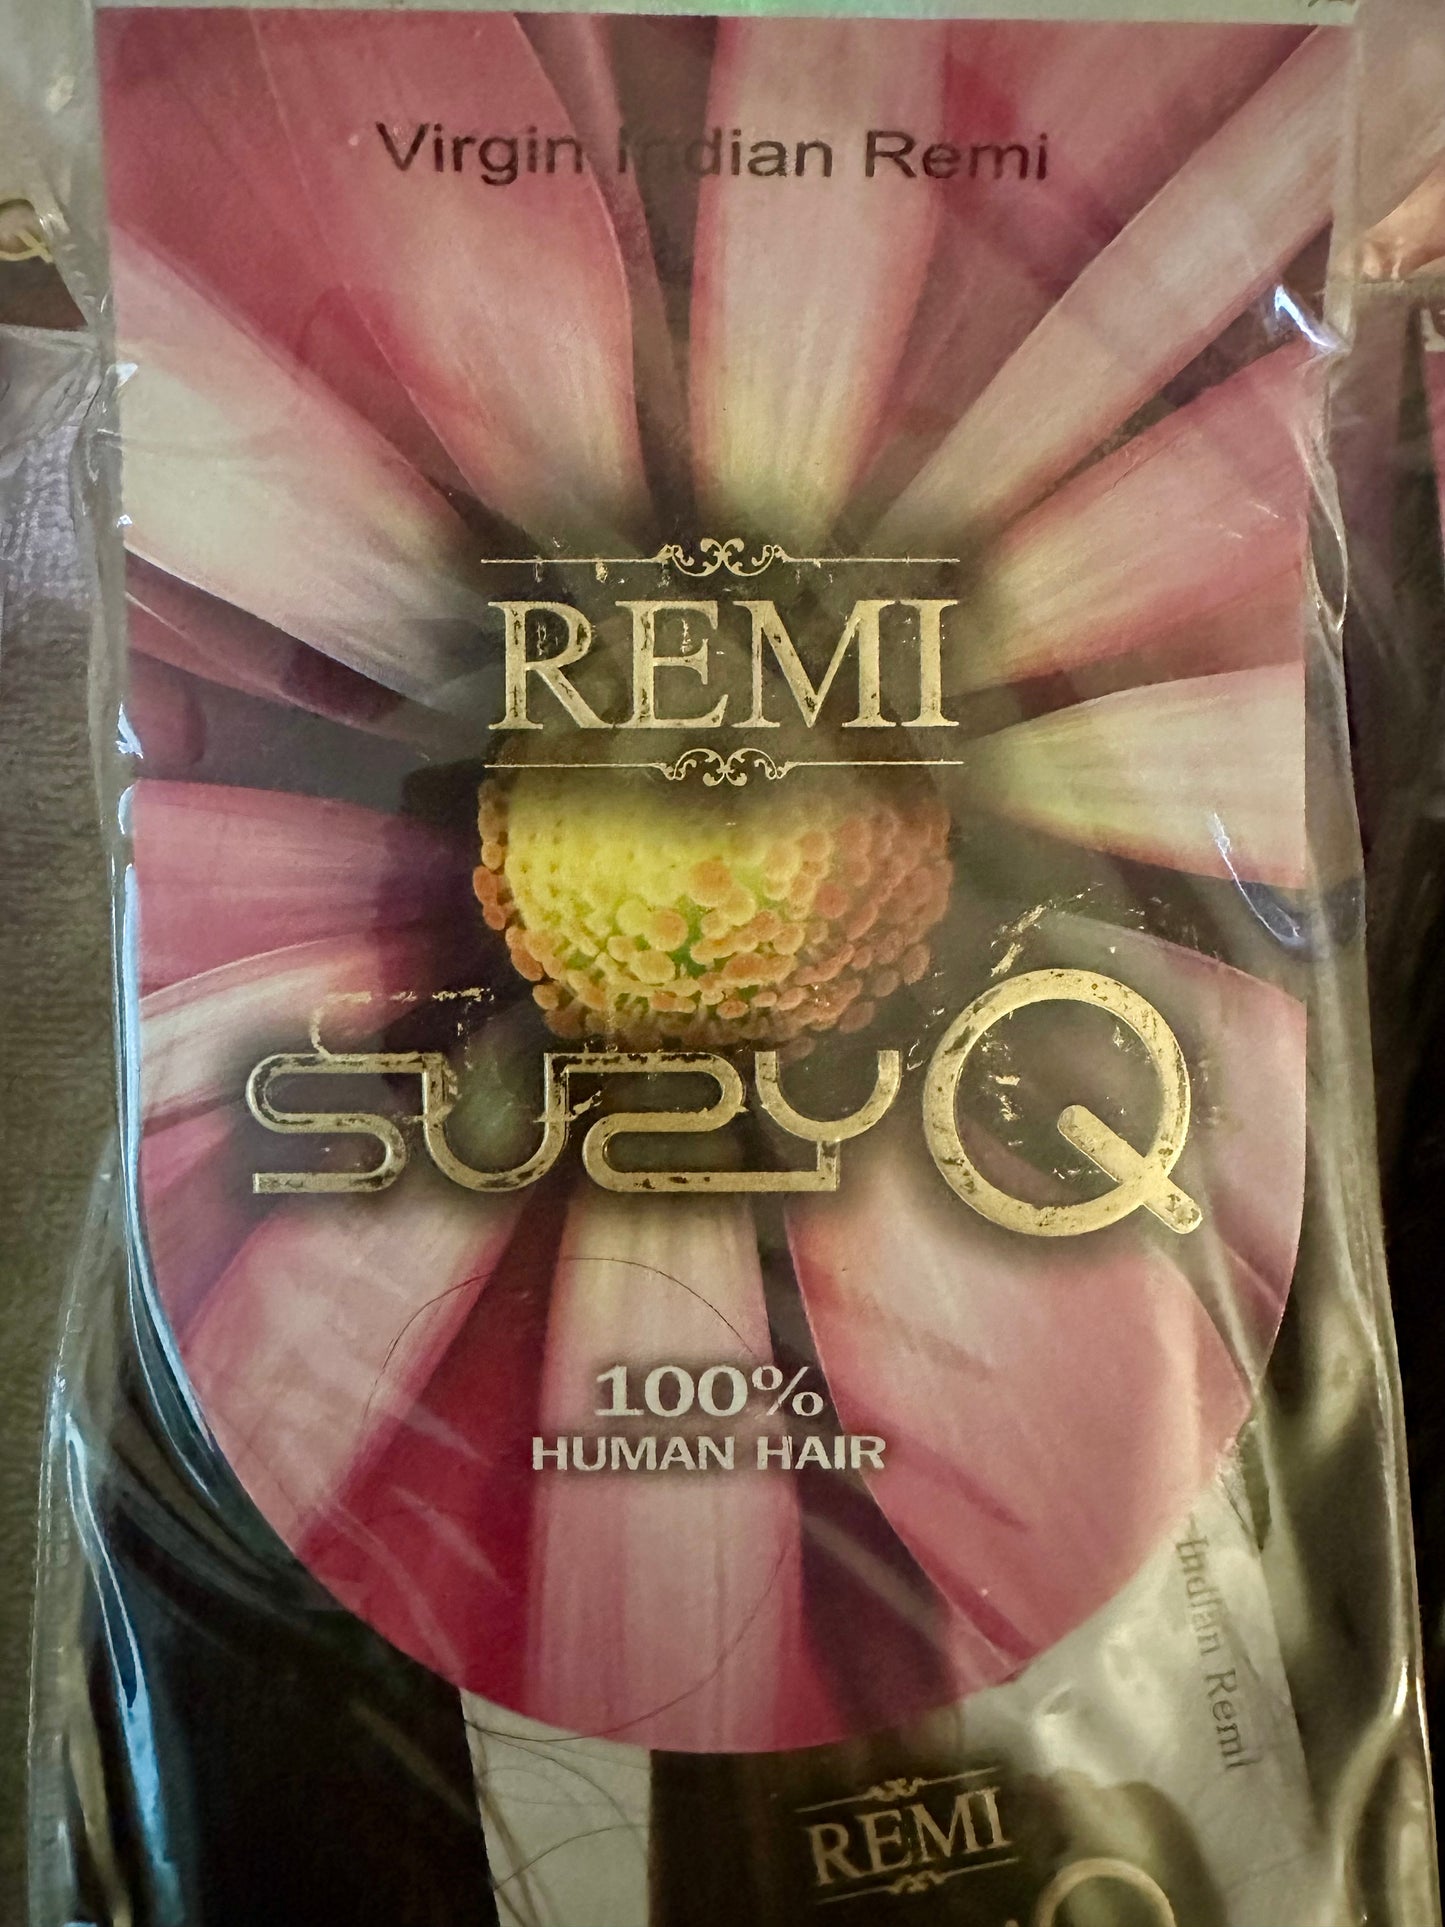 Virgin Indian Remi
REMI
SUZYQ
100%
HUMAN HAIR
Indian Remi
REMI